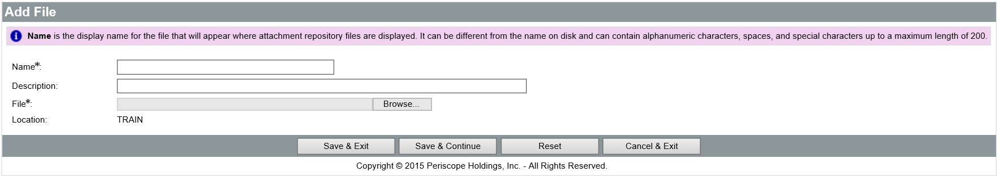 Add File
Name is the display name for the file that will appear where attachment repository files are displayed. It can be different from the name on disk and can contain alphanumeric characters, spaces, and special characters up to a maximum length of 200.
Name*:
Description:
File*: Browse...
Location: TRAIN
Save & Exit Save & Continue Reset Cancel & Exit
Copyright © 2015 Periscope Holdings, Inc. - All Rights Reserved.